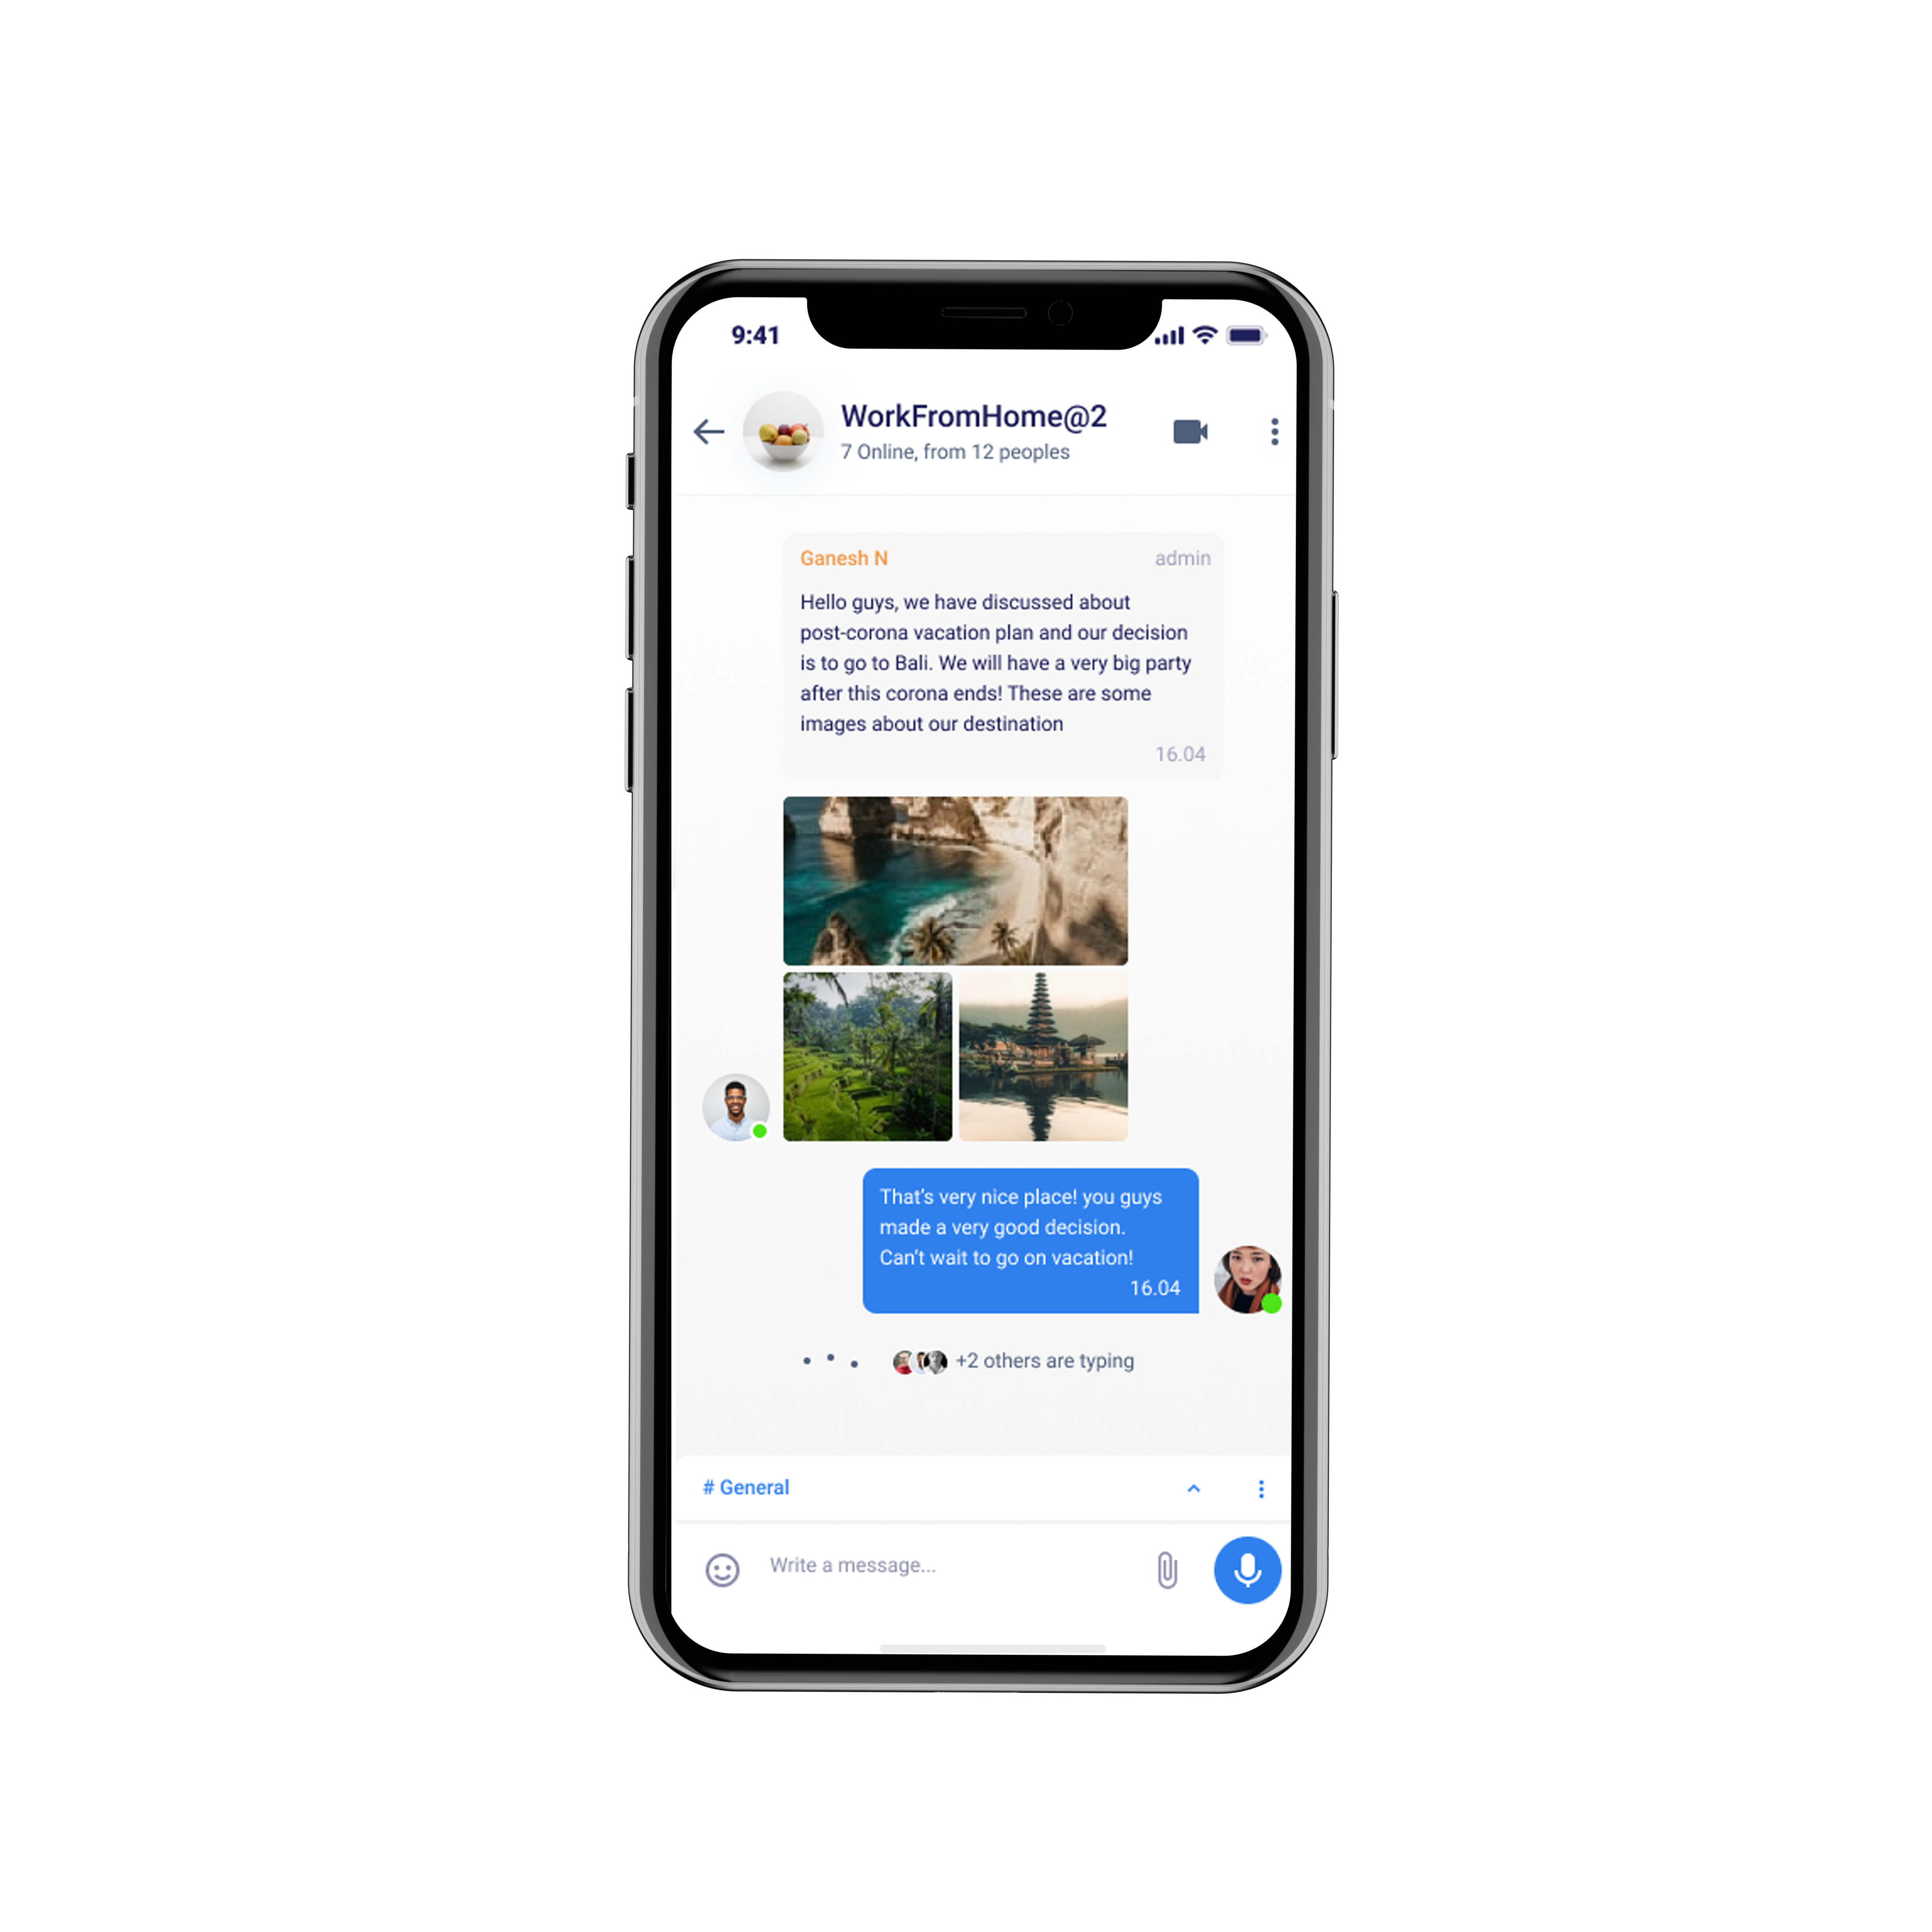 9:41
WorkFromHome@2
7 Online, from 12 peoples
Ganesh N admin
Hello guys, we have discussed about
post-corona vacation plan and our decision
is to go to Bali. We will have a very big party
after this corona ends! These are some
images about our destination
16.04
That's very nice place! you guys
made a very good decision.
Can't wait to go on vacation!
16.04
+2 others are typing
# General
Write a message...